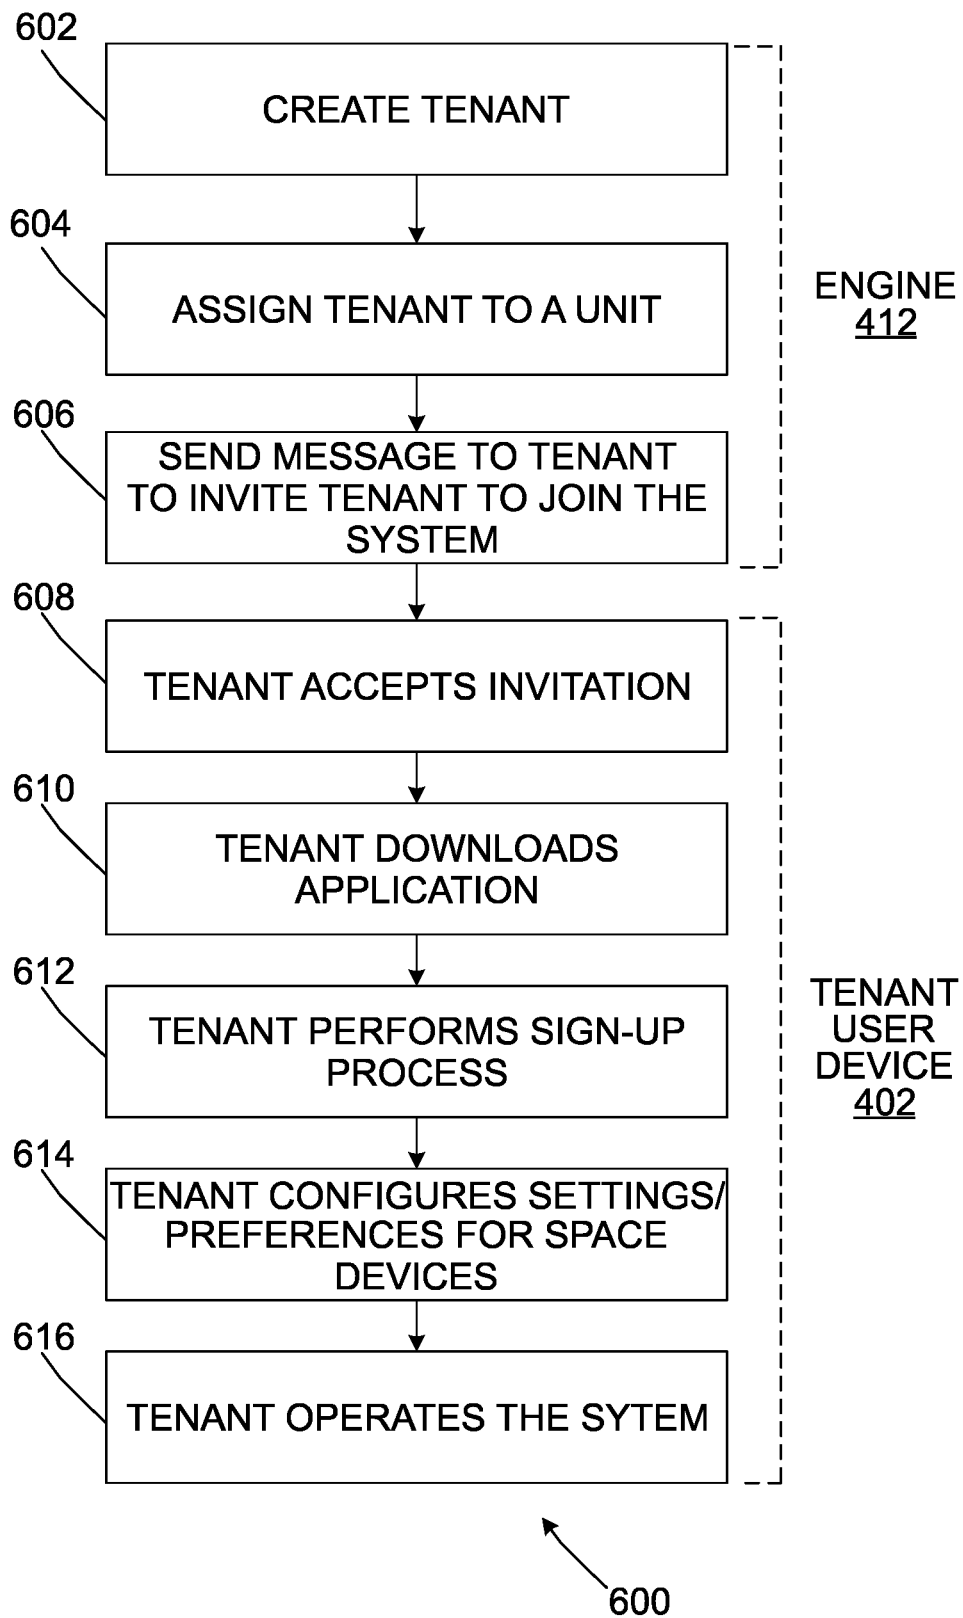 602
CREATE TENANT
604
ASSIGN TENANT TO A UNIT
ENGINE
412
606
SEND MESSAGE TO TENANT
TO INVITE TENANT TO JOIN THE
SYSTEM
608
TENANT ACCEPTS INVITATION
610
TENANT DOWNLOADS
APPLICATION
612
TENANT PERFORMS SIGN-UP
PROCESS
TENANT
USER
DEVICE
402
614
TENANT CONFIGURES SETTINGS/
PREFERENCES FOR SPACE
DEVICES
616
TENANT OPERATES THE SYTEM
600